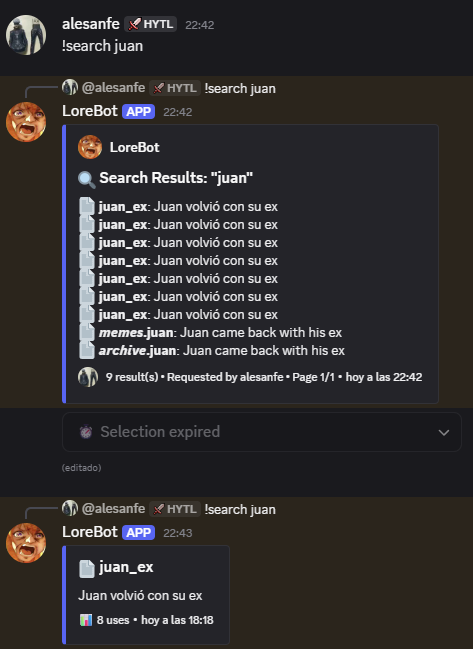 alesanfe HYTL 22:42
!search juan
@alesanfe HYTL !search juan
LoreBot APP 22:42
LoreBot
Search Results: "juan"
juan_ex: Juan volvió con su ex
juan_ex: Juan volvió con su ex
juan_ex: Juan volvió con su ex
juan_ex: Juan volvió con su ex
juan_ex: Juan volvió con su ex
juan_ex: Juan volvió con su ex
juan_ex: Juan volvió con su ex
memes.juan: Juan came back with his ex
archive.juan: Juan came back with his ex
9 result(s) • Requested by alesanfe • Page 1/1 • hoy a las 22:42
Selection expired
(editado)
@alesanfe HYTL !search juan
LoreBot APP 22:43
juan_ex
Juan volvió con su ex
8 uses • hoy a las 18:18